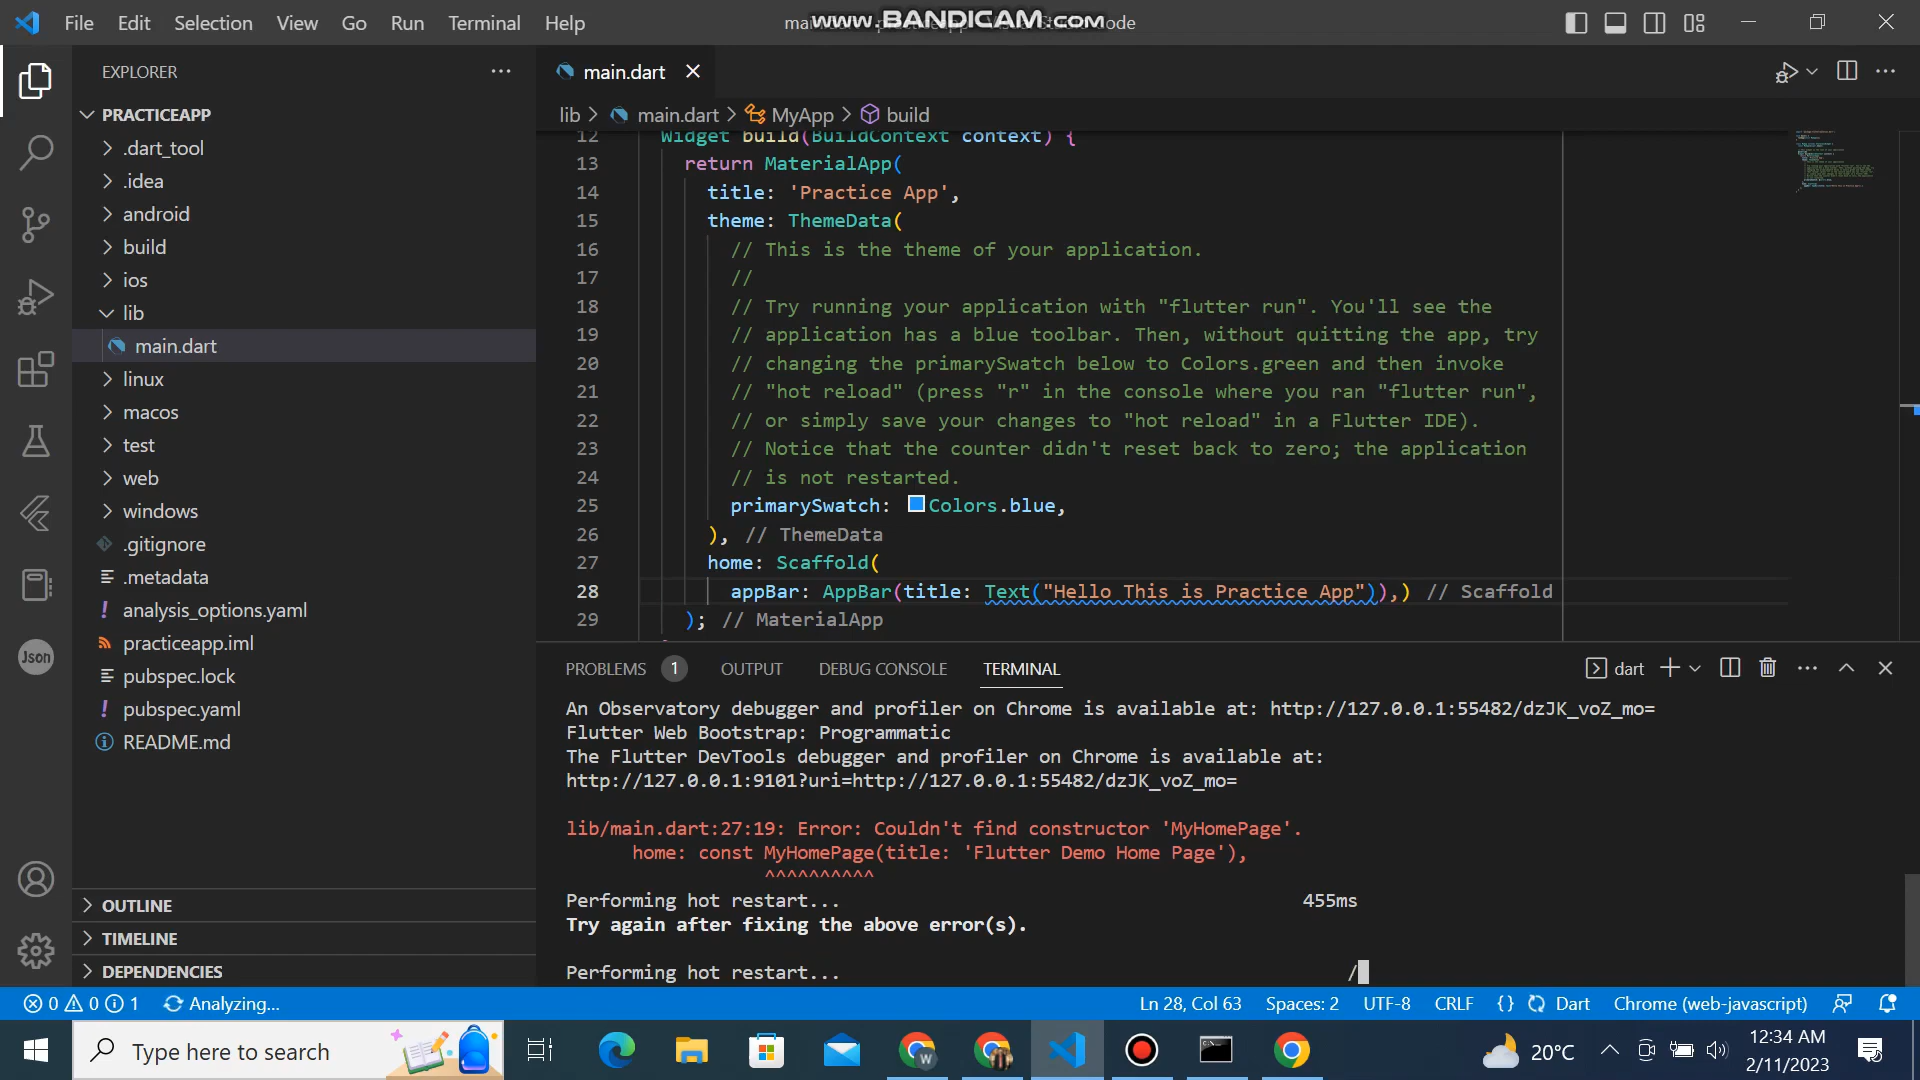 File Edit Selection View Go Run Terminal Help
www.BANDICAM.com
EXPLORER
PRACTICEAPP
.dart_tool
.idea
android
build
ios
lib
main.dart
linux
macos
test
web
windows
.gitignore
.metadata
analysis_options.yaml
practiceapp.iml
pubspec.lock
pubspec.yaml
README.md
OUTLINE
TIMELINE
DEPENDENCIES
Json
main.dart
lib > main.dart > MyApp > build
12 Widget build(BuildContext context) {
13 return MaterialApp(
14 title: 'Practice App',
15 theme: ThemeData(
16 // This is the theme of your application.
17 //
18 // Try running your application with "flutter run". You'll see the
19 // application has a blue toolbar. Then, without quitting the app, try
20 // changing the primarySwatch below to Colors.green and then invoke
21 // "hot reload" (press "r" in the console where you ran "flutter run",
22 // or simply save your changes to "hot reload" in a Flutter IDE).
23 // Notice that the counter didn't reset back to zero; the application
24 // is not restarted.
25 primarySwatch: Colors.blue,
26 ), // ThemeData
27 home: Scaffold(
28 appBar: AppBar(title: Text("Hello This is Practice App")),) // Scaffold
29 ); // MaterialApp
PROBLEMS 1 OUTPUT DEBUG CONSOLE TERMINAL dart
An Observatory debugger and profiler on Chrome is available at: http://127.0.0.1:55482/dzJK_voZ_mo=
Flutter Web Bootstrap: Programmatic
The Flutter DevTools debugger and profiler on Chrome is available at:
http://127.0.0.1:9101?uri=http://127.0.0.1:55482/dzJK_voZ_mo=
lib/main.dart:27:19: Error: Couldn't find constructor 'MyHomePage'.
home: const MyHomePage(title: 'Flutter Demo Home Page'),
^^^^^^^^^^
Performing hot restart... 455ms
Try again after fixing the above error(s).
Performing hot restart... /
0 0 1 Analyzing... Ln 28, Col 63 Spaces: 2 UTF-8 CRLF {} Dart Chrome (web-javascript)
Type here to search
20°C
12:34 AM
2/11/2023